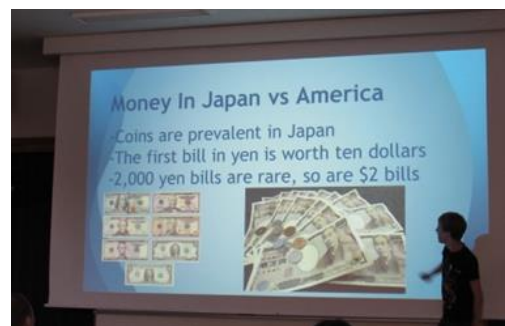 Money In Japan vs America
-Coins are prevalent in Japan
-The first bill in yen is worth ten dollars
-2,000 yen bills are rare, so are $2 bills